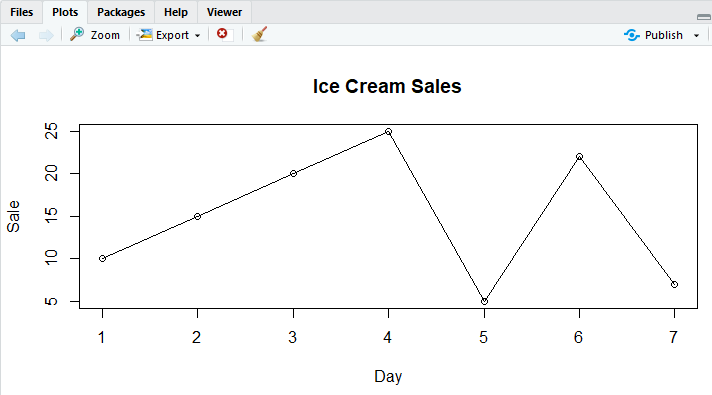 Files Plots Packages Help Viewer
Zoom Export Publish
Ice Cream Sales
25
20
15
10
5
Sale
1 2 3 4 5 6 7
Day